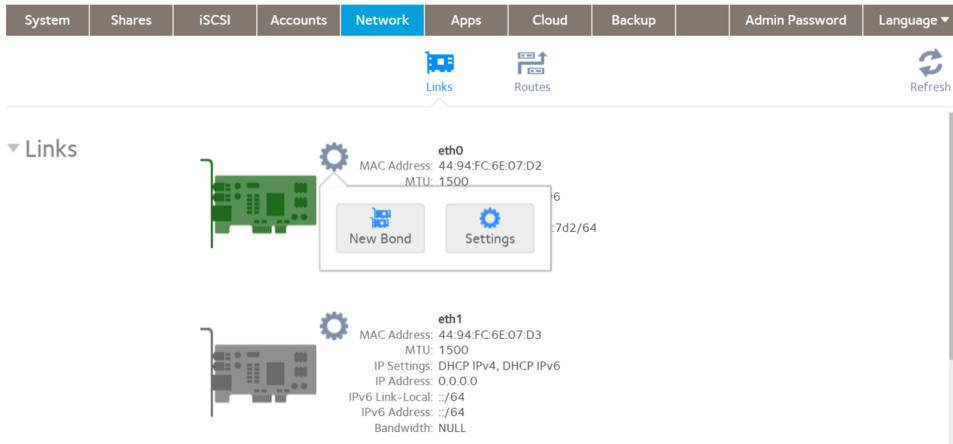 System Shares iSCSI Accounts Network Apps Cloud Backup Admin Password Language
Links Routes Refresh
Links
eth0
MAC Address: 44:94:FC:6E:07:D2
MTU: 1500
v6
:7d2/64
New Bond Settings
eth1
MAC Address: 44:94:FC:6E:07:D3
MTU: 1500
IP Settings: DHCP IPv4, DHCP IPv6
IP Address: 0.0.0.0
IPv6 Link-Local: ::/64
IPv6 Address: ::/64
Bandwidth: NULL